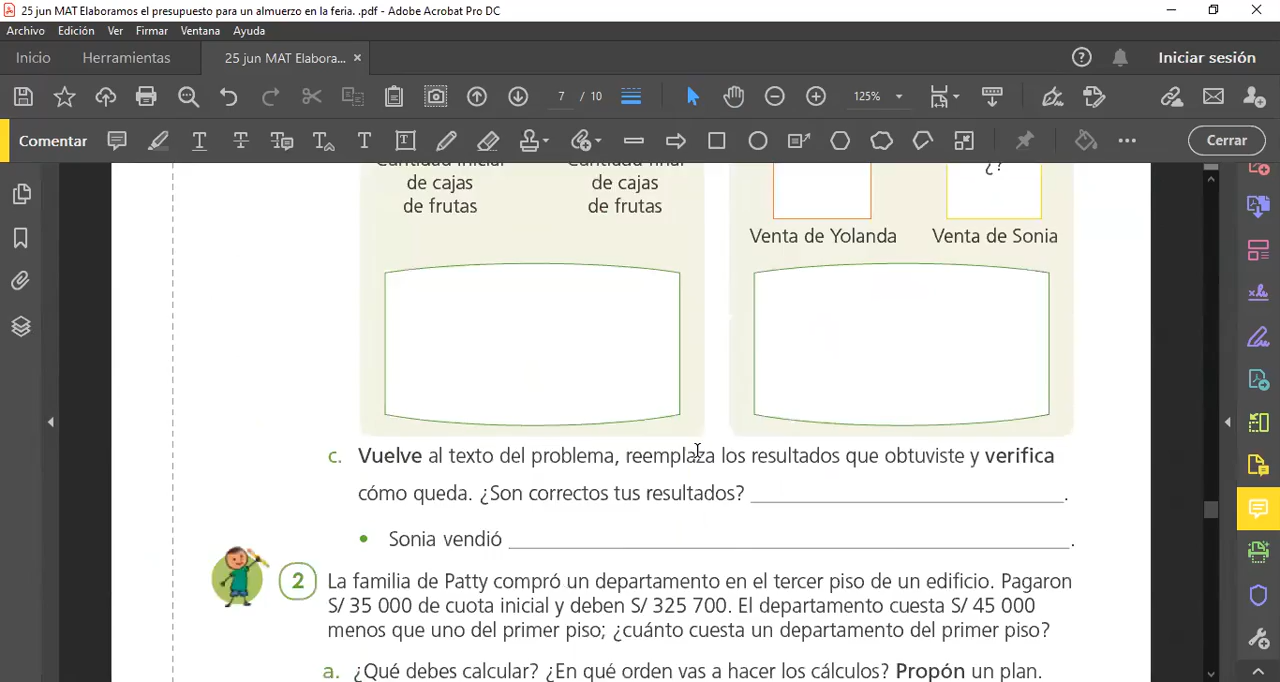 25 jun MAT Elaboramos el presupuesto para un almuerzo en la feria. .pdf - Adobe Acrobat Pro DC
Archivo Edición Ver Firmar Ventana Ayuda
Inicio Herramientas 25 jun MAT Elabora... × Iniciar sesión
7 / 10 125%
Comentar Cerrar
Cantidad inicial
de cajas
de frutas
Cantidad final
de cajas
de frutas
¿?
Venta de Yolanda Venta de Sonia
c. Vuelve al texto del problema, reemplaza los resultados que obtuviste y verifica
cómo queda. ¿Son correctos tus resultados? ______.
• Sonia vendió ______.
2 La familia de Patty compró un departamento en el tercer piso de un edificio. Pagaron
S/ 35 000 de cuota inicial y deben S/ 325 700. El departamento cuesta S/ 45 000
menos que uno del primer piso; ¿cuánto cuesta un departamento del primer piso?
a. ¿Qué debes calcular? ¿En qué orden vas a hacer los cálculos? Propón un plan.